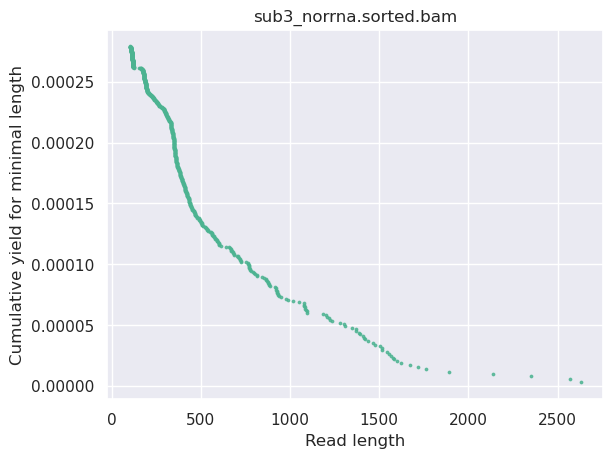 sub3_norrna.sorted.bam
Cumulative yield for minimal length
0.00025
0.00020
0.00015
0.00010
0.00005
0.00000
0 500 1000 1500 2000 2500
Read length